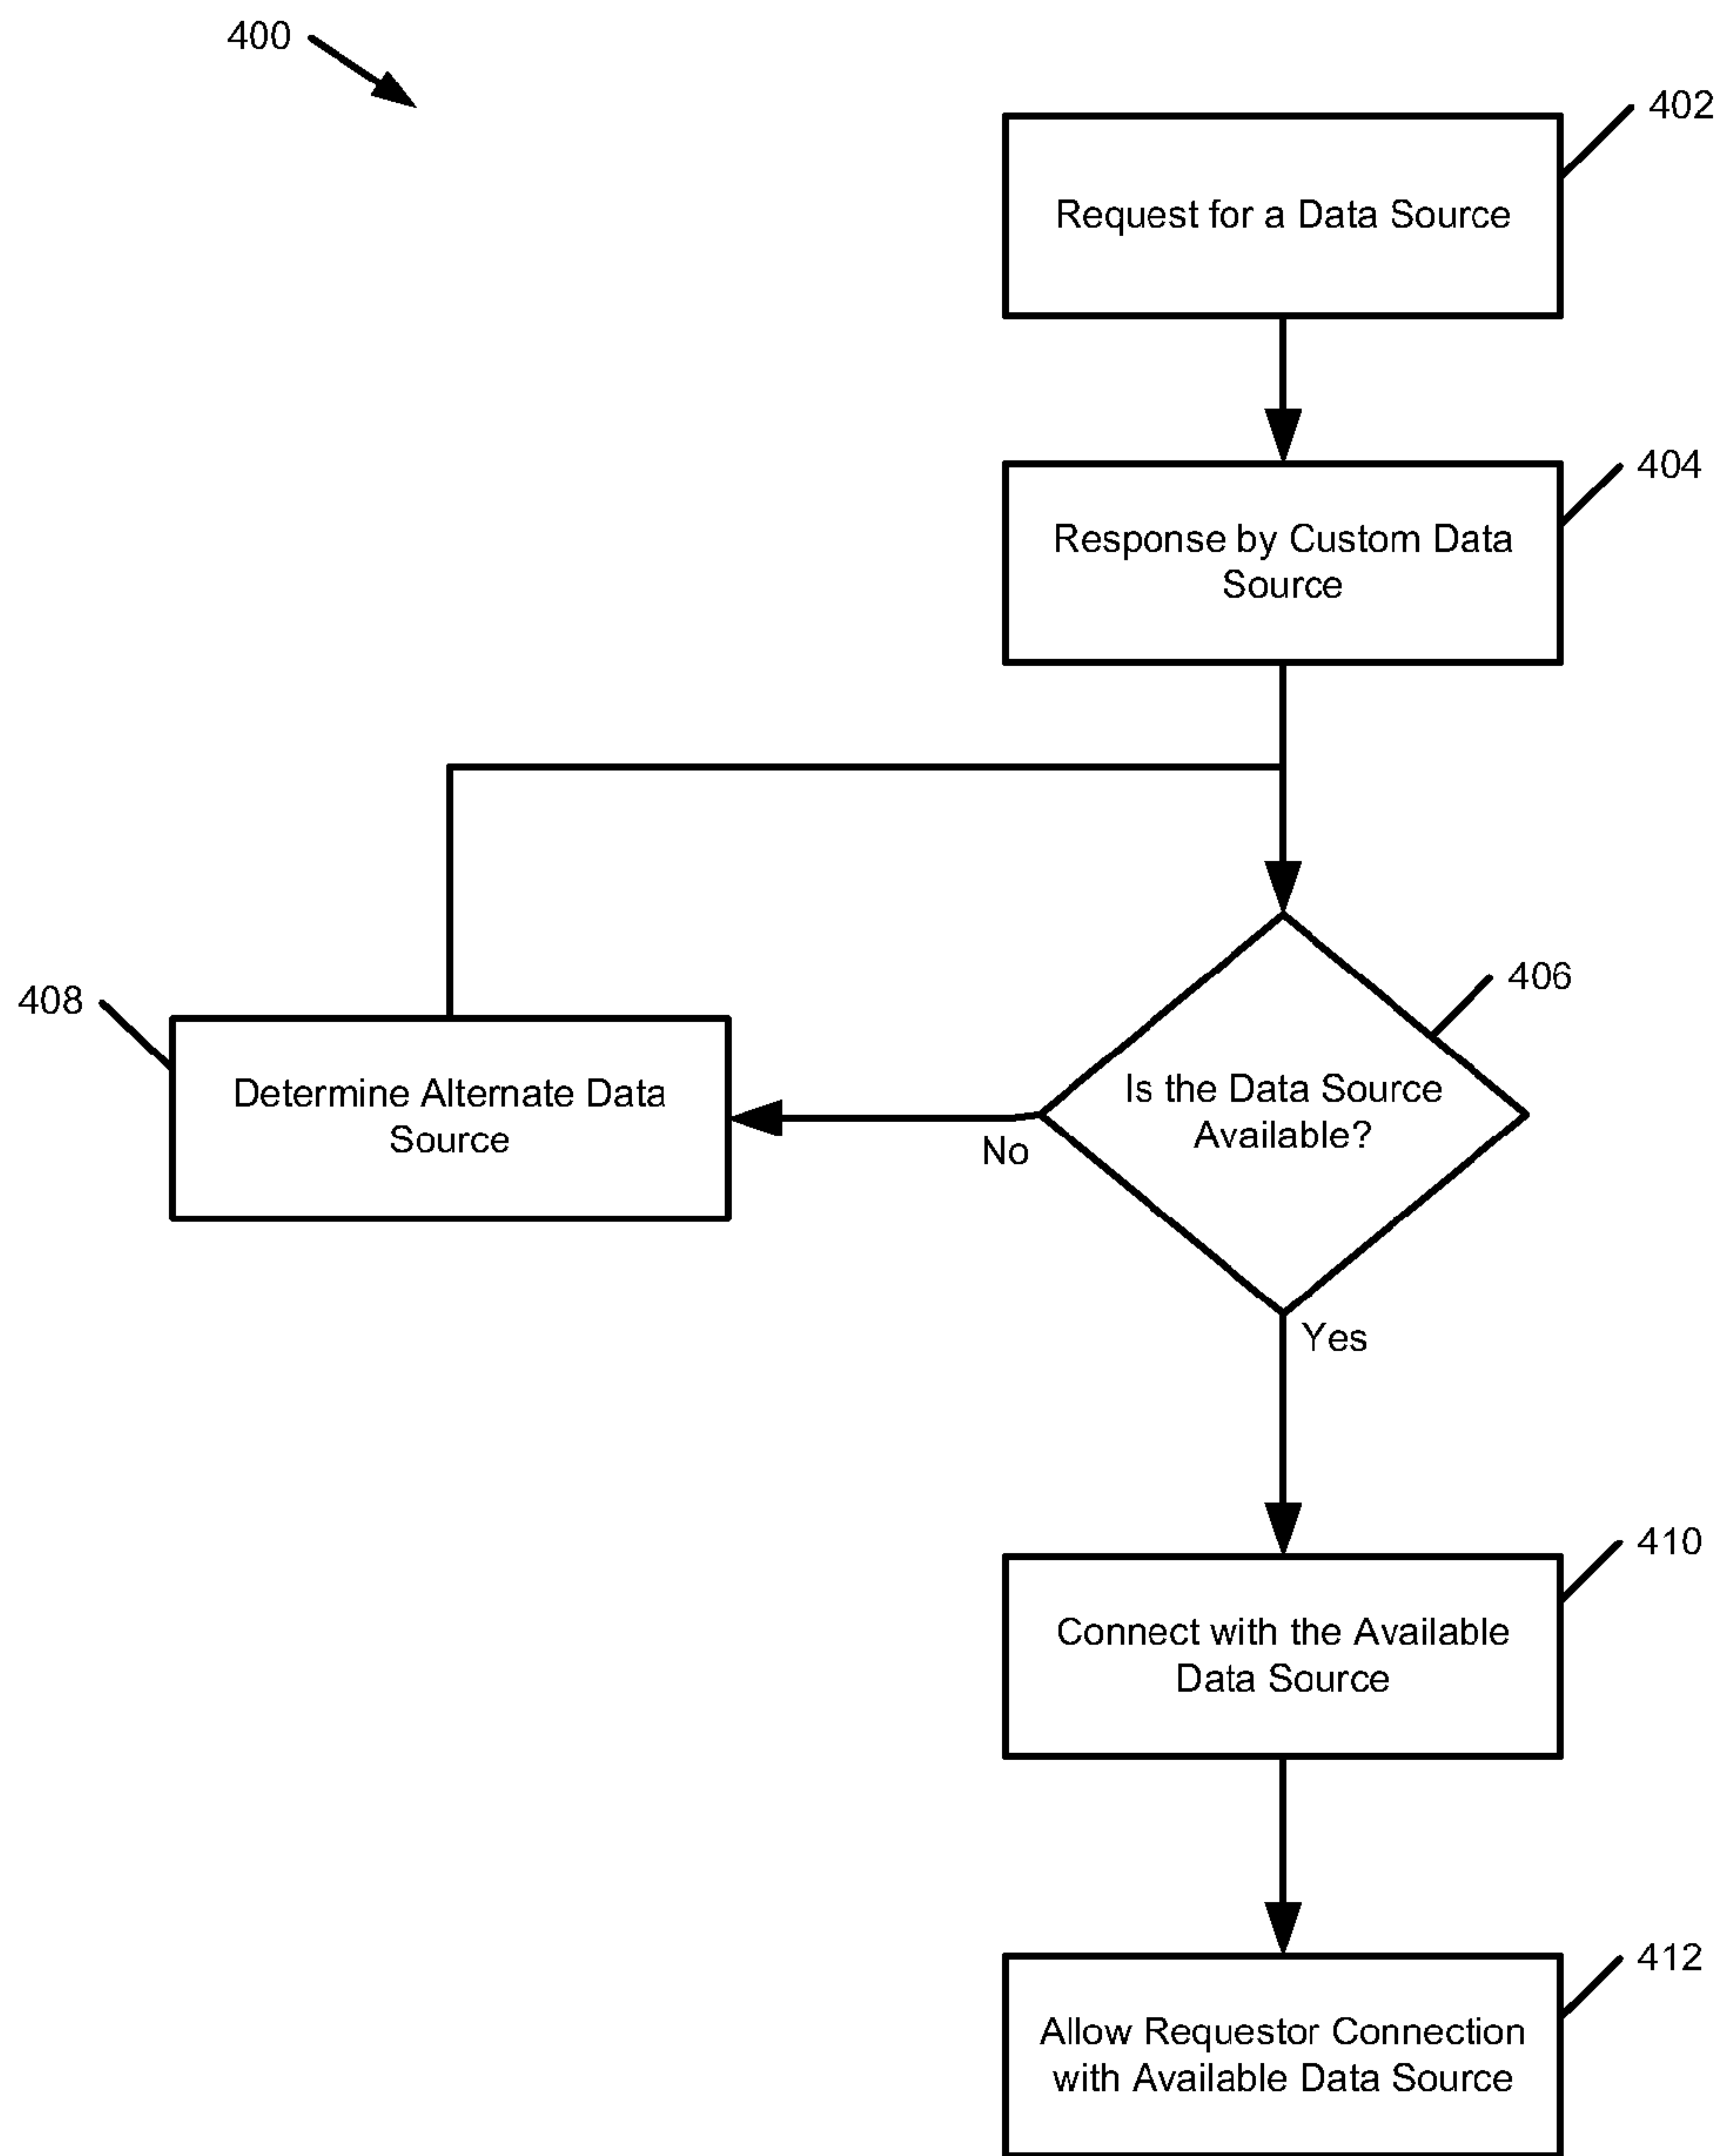 400
402
Request for a Data Source
404
Response by Custom Data
Source
406
Is the Data Source
Available?
No
408
Determine Alternate Data
Source
Yes
410
Connect with the Available
Data Source
412
Allow Requestor Connection
with Available Data Source